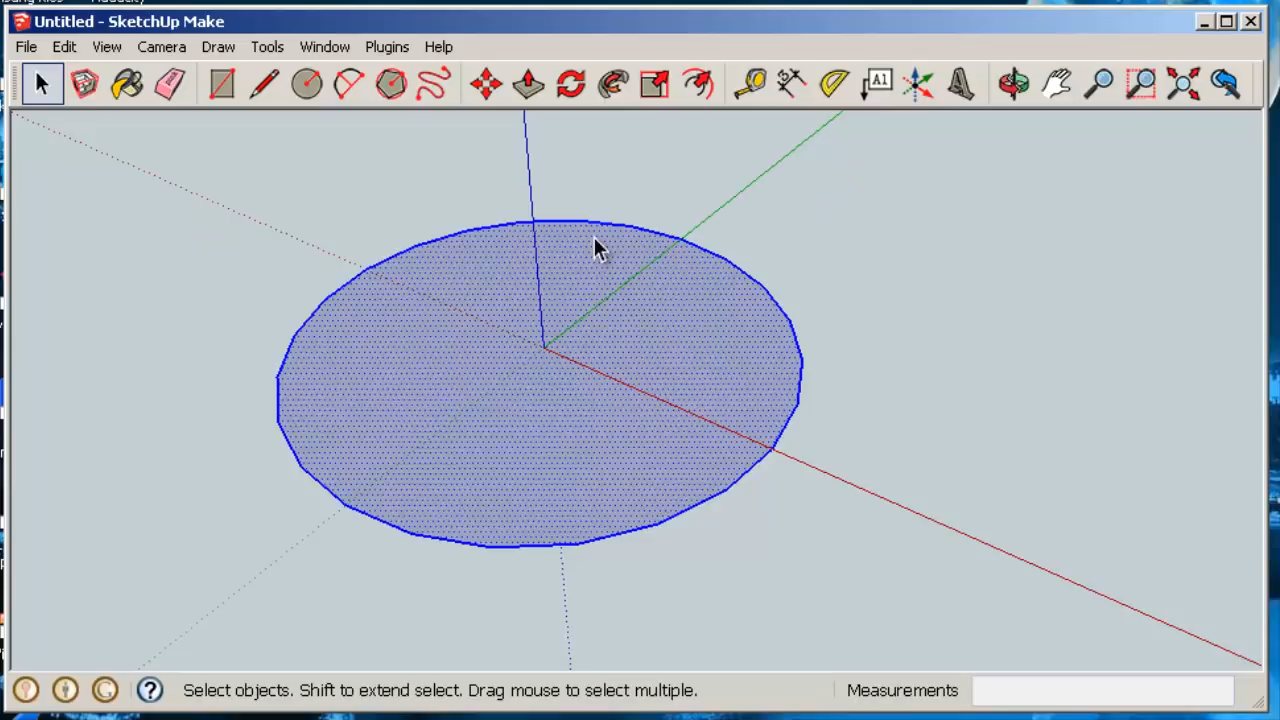 Untitled - SketchUp Make
File Edit View Camera Draw Tools Window Plugins Help
A1
Select objects. Shift to extend select. Drag mouse to select multiple. Measurements